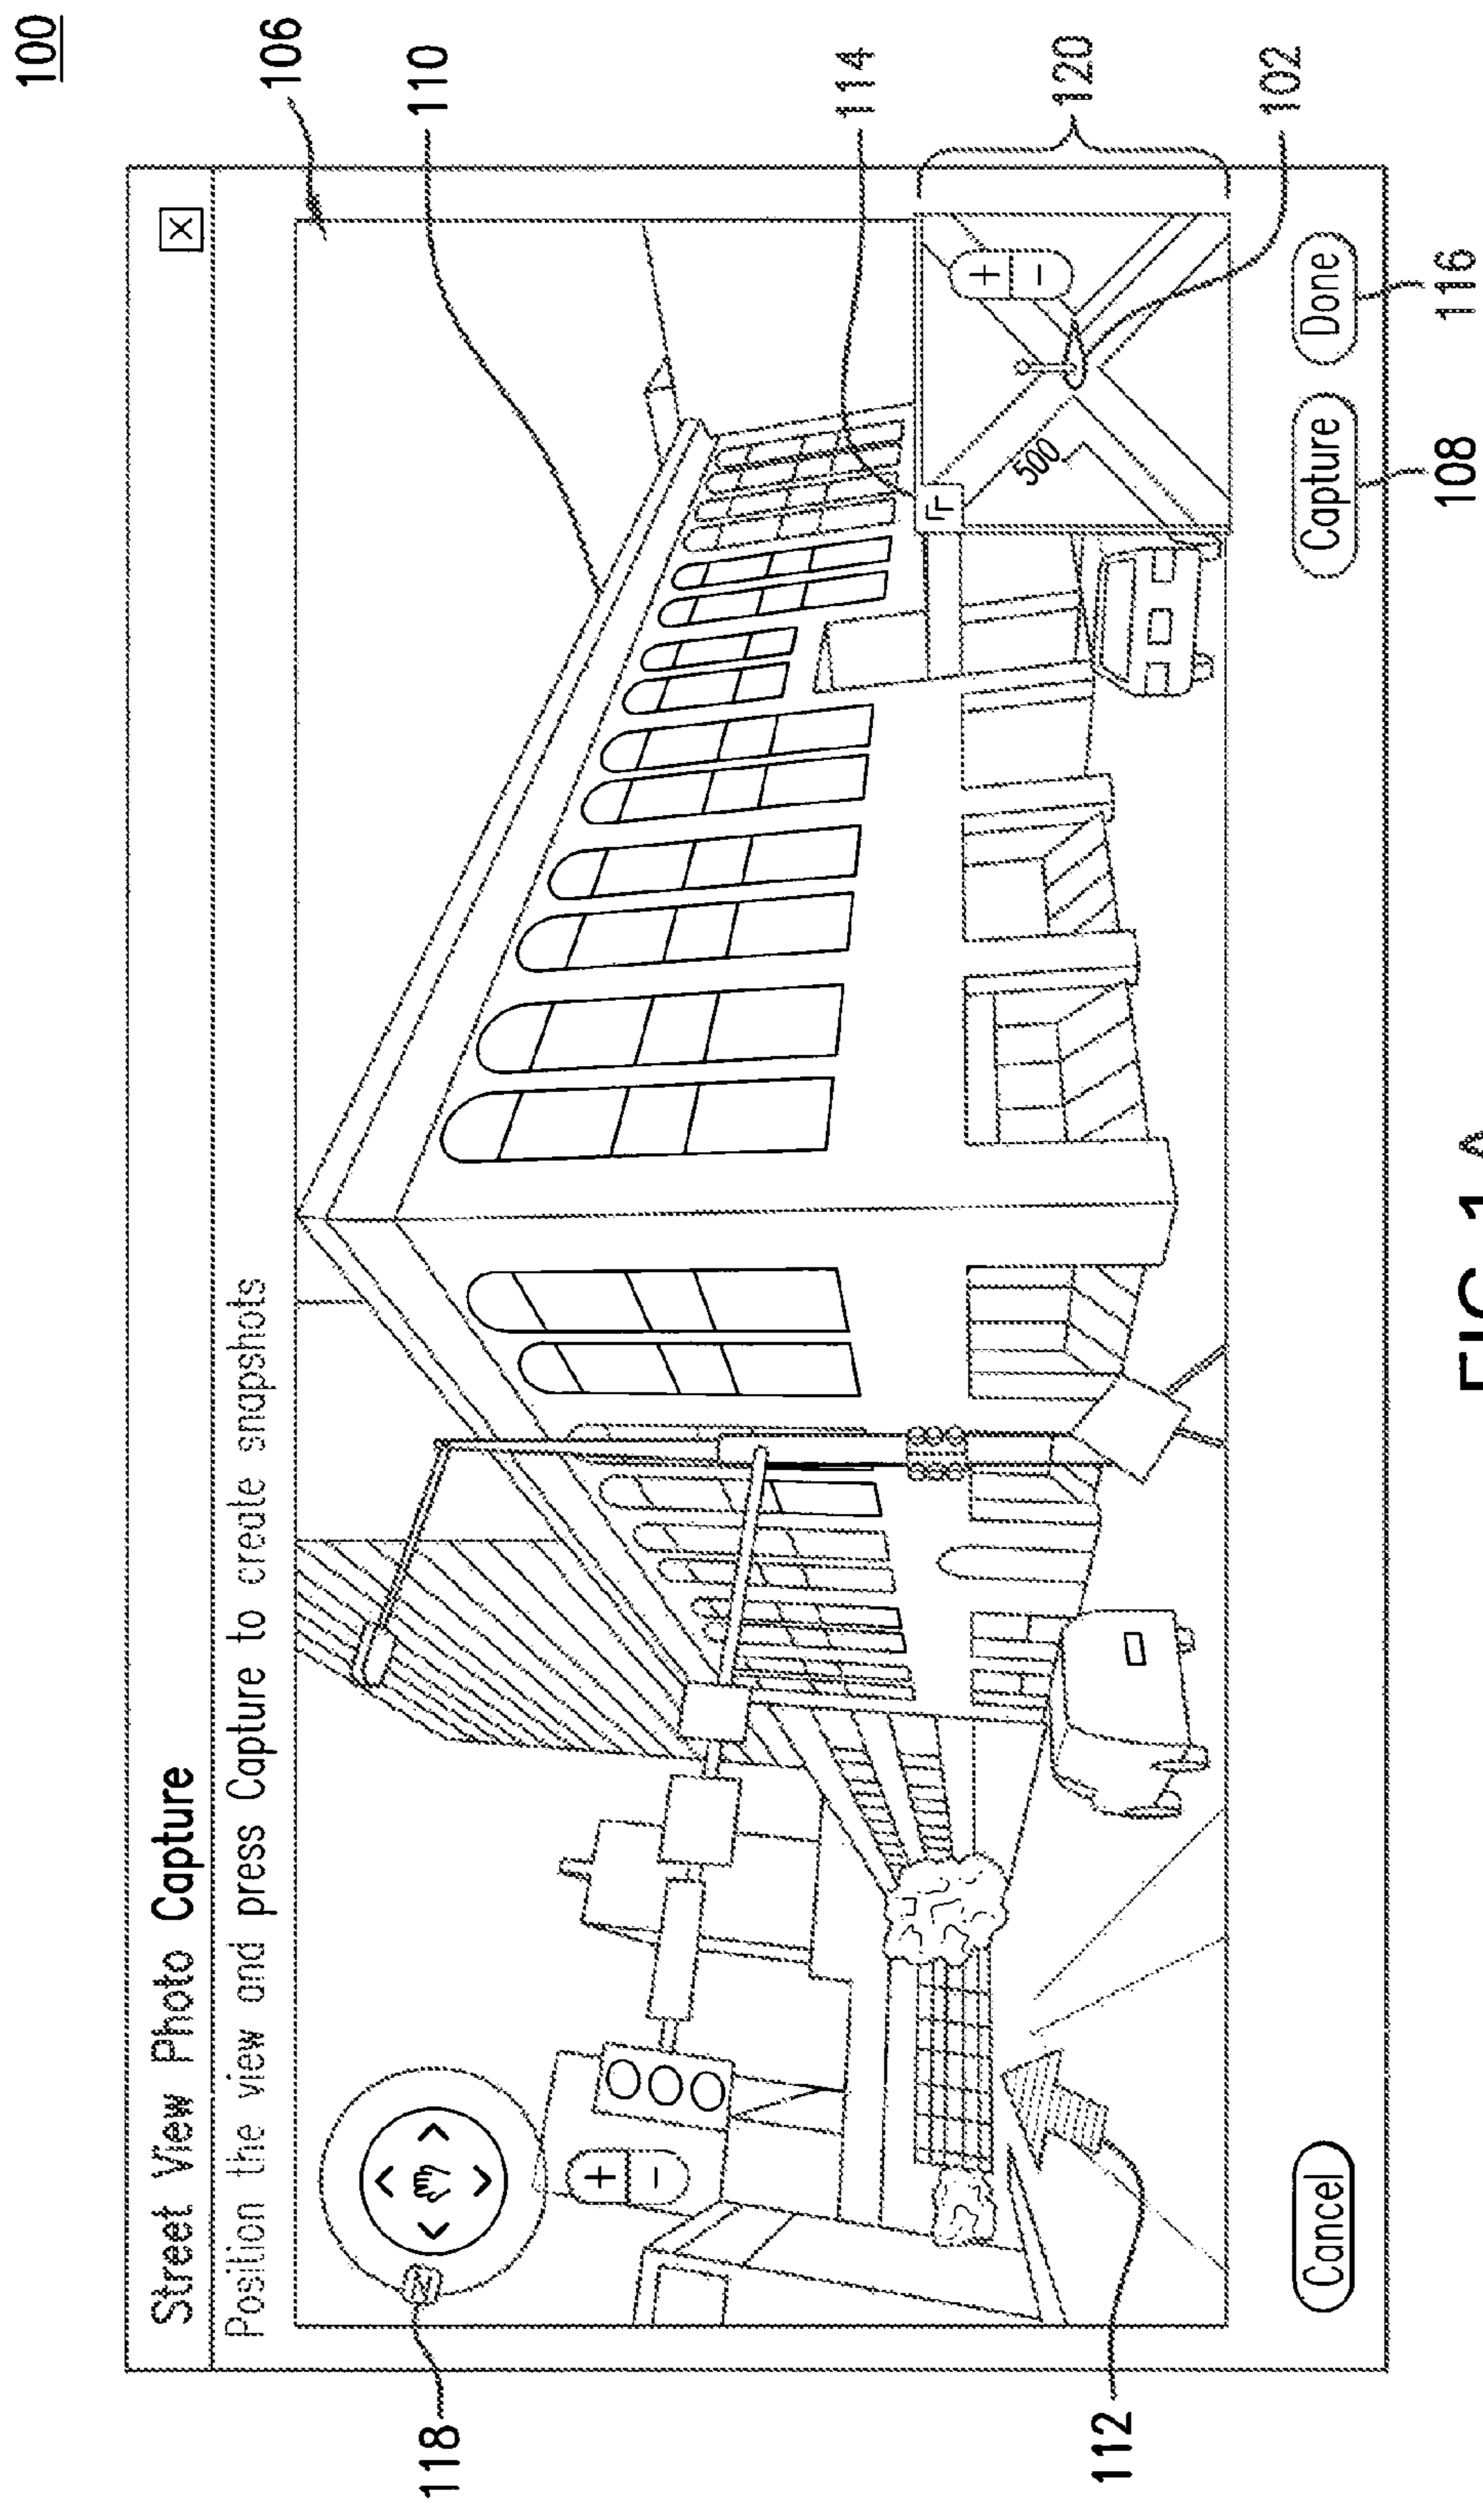 100
106
110
114
120
102
Street View Photo Capture
X
Position the view and press Capture to create snapshots
N
+
−
+
−
500
Cancel
Capture
Done
118
112
108
116
FIG. 1A